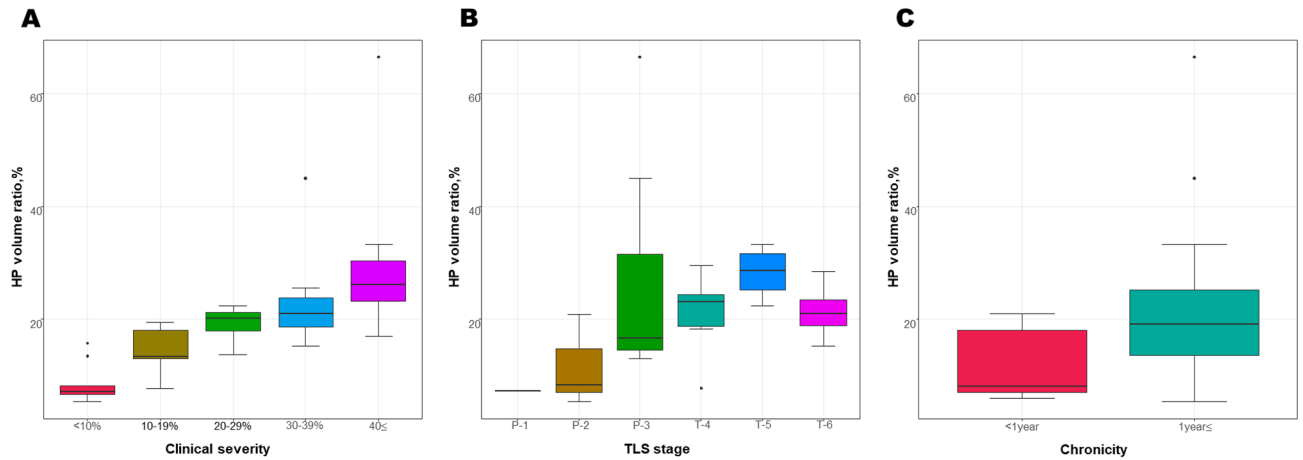 A
HP volume ratio,%
60
40
20
<10%
10-19%
20-29%
30-39%
40≤
Clinical severity
B
HP volume ratio,%
60
40
20
P-1
P-2
P-3
T-4
T-5
T-6
TLS stage
C
HP volume ratio,%
60
40
20
<1year
1year≤
Chronicity